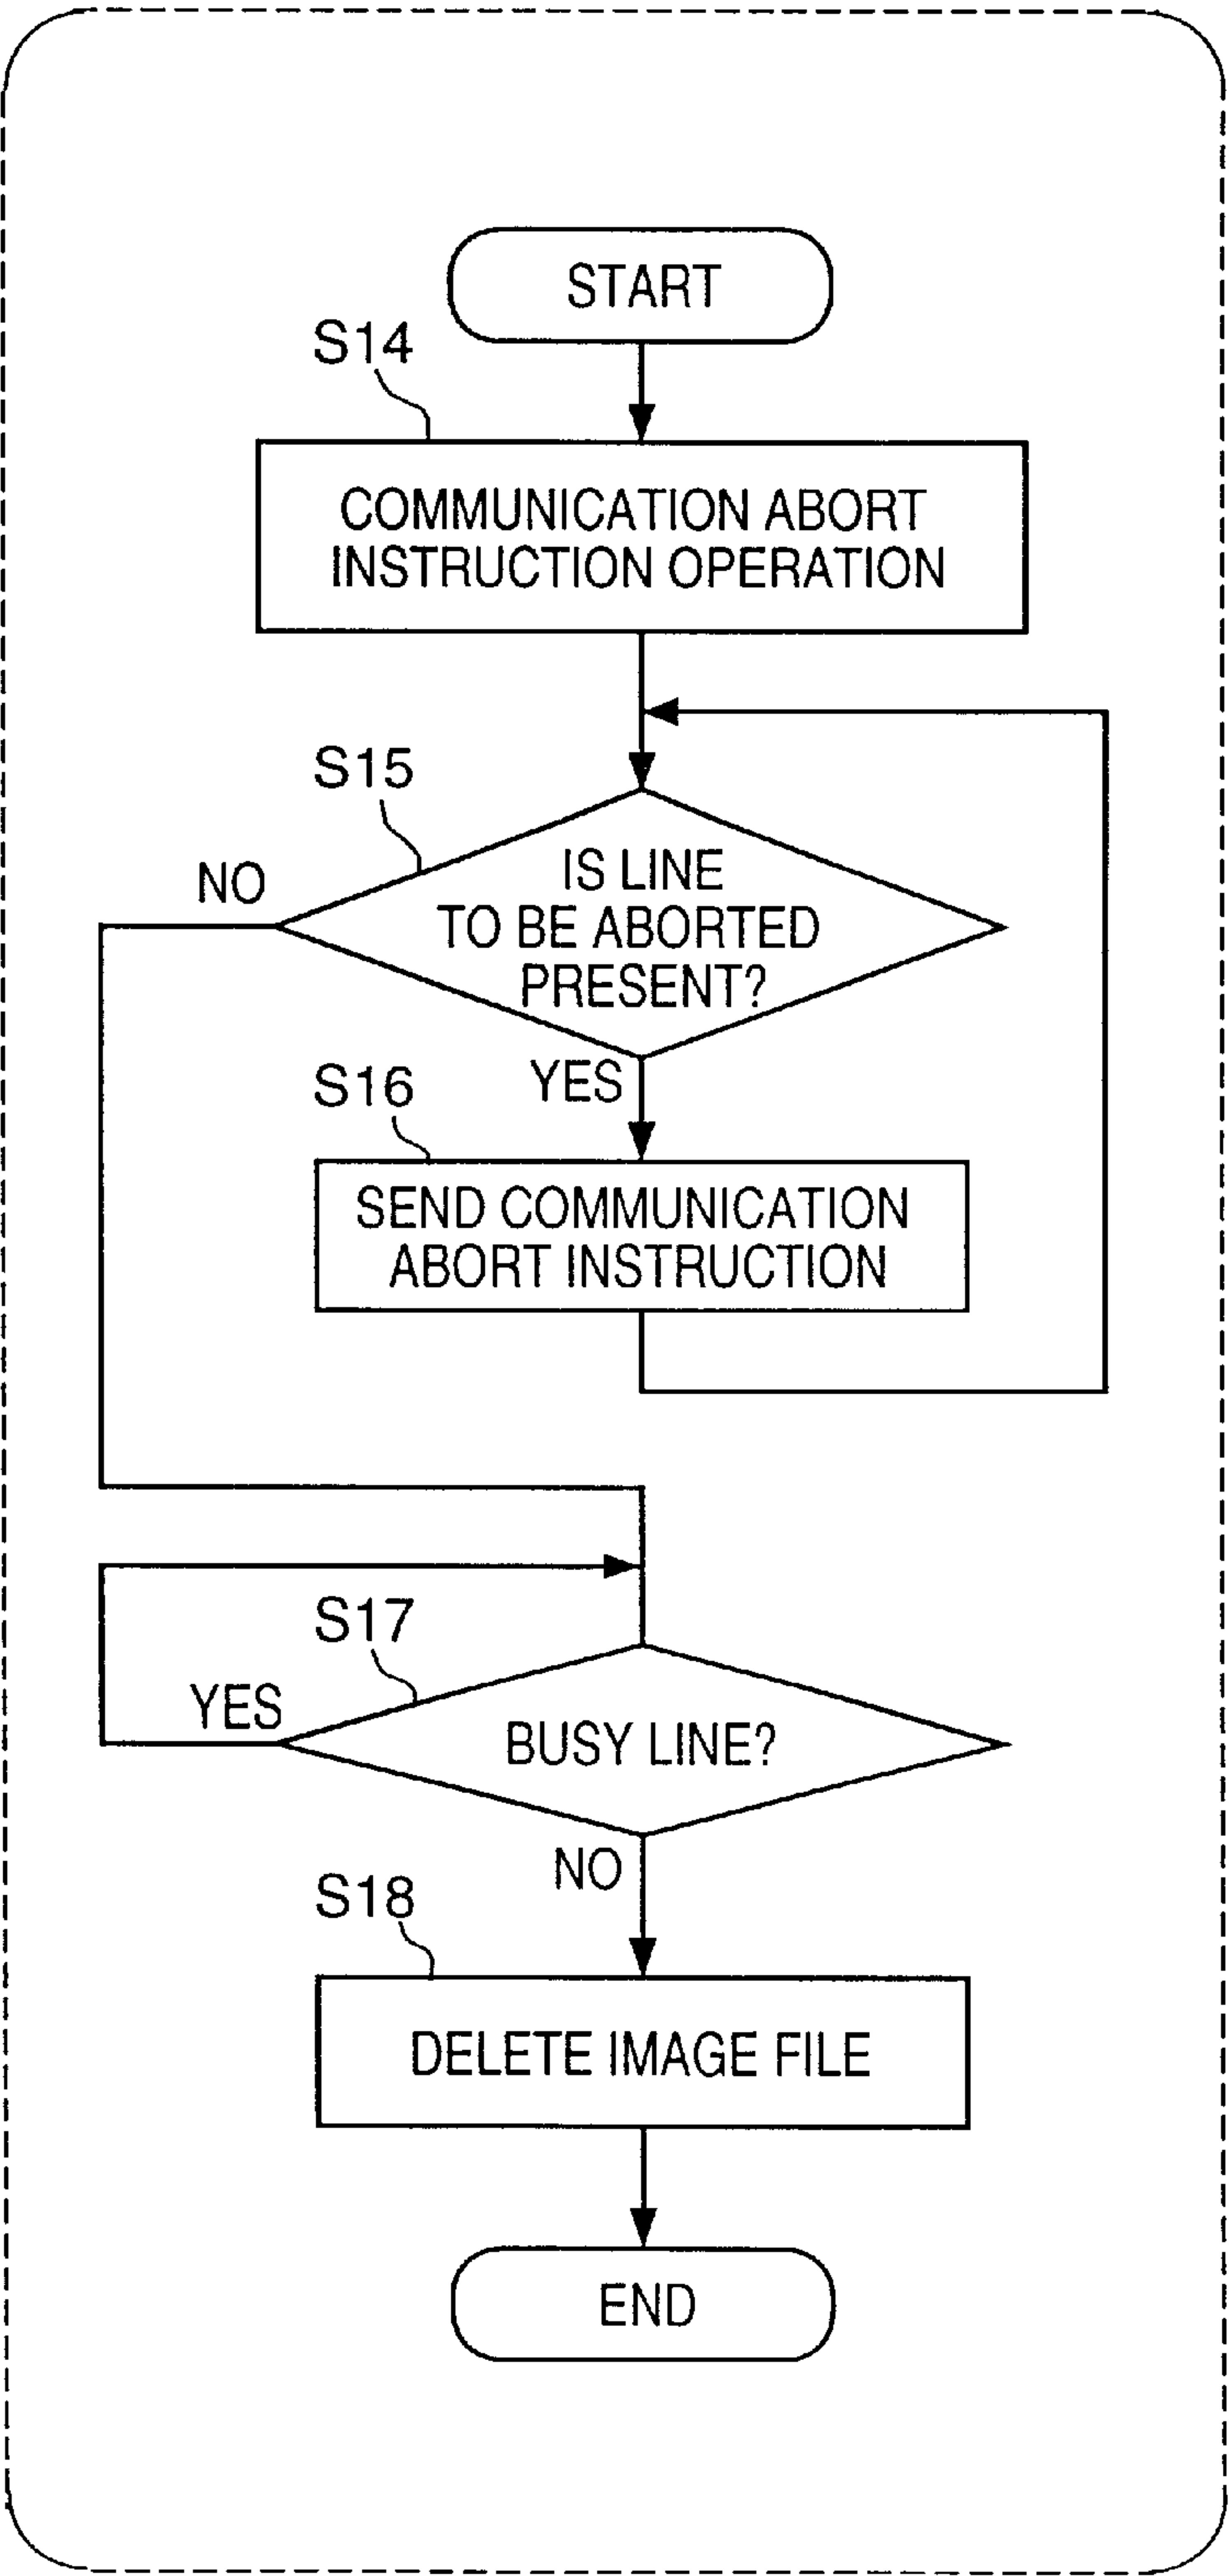 START
S14
COMMUNICATION ABORT
INSTRUCTION OPERATION
S15
NO
IS LINE
TO BE ABORTED
PRESENT?
YES
S16
SEND COMMUNICATION
ABORT INSTRUCTION
S17
YES
BUSY LINE?
NO
S18
DELETE IMAGE FILE
END